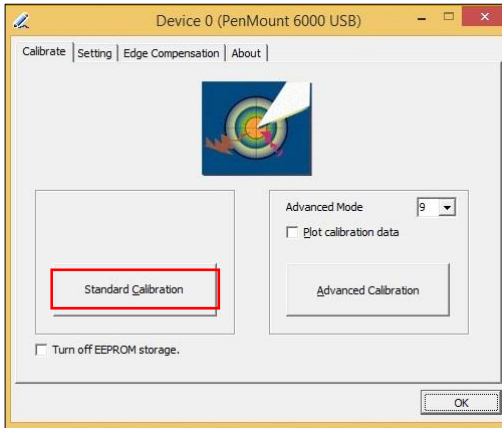 Device 0 (PenMount 6000 USB)
Calibrate Setting Edge Compensation About
Advanced Mode 9
Plot calibration data
Standard Calibration
Advanced Calibration
Turn off EEPROM storage.
OK